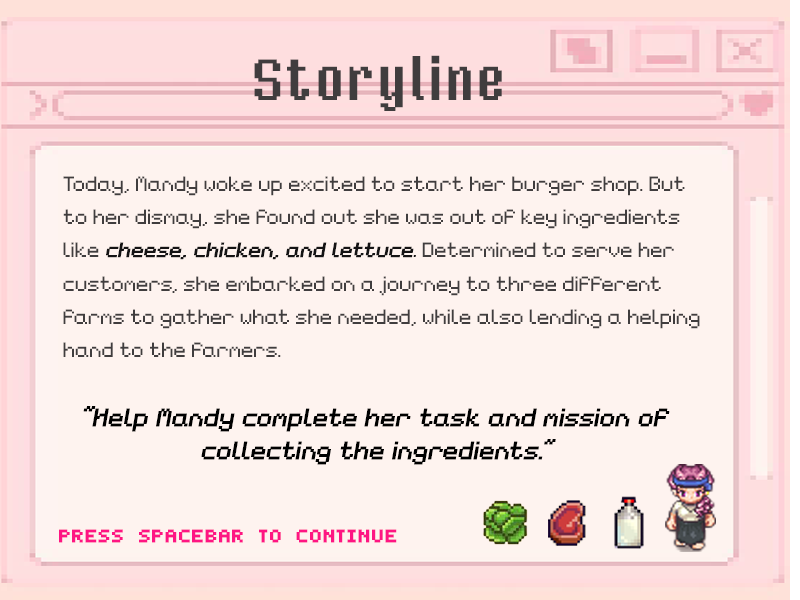 Storyline
Today, Mandy woke up excited to start her burger shop. But
to her dismay, she found out she was out of key ingredients
like cheese, chicken, and lettuce. Determined to serve her
customers, she embarked on a journey to three different
farms to gather what she needed, while also lending a helping
hand to the farmers.
"Help Mandy complete her task and mission of
collecting the ingredients."
PRESS SPACEBAR TO CONTINUE